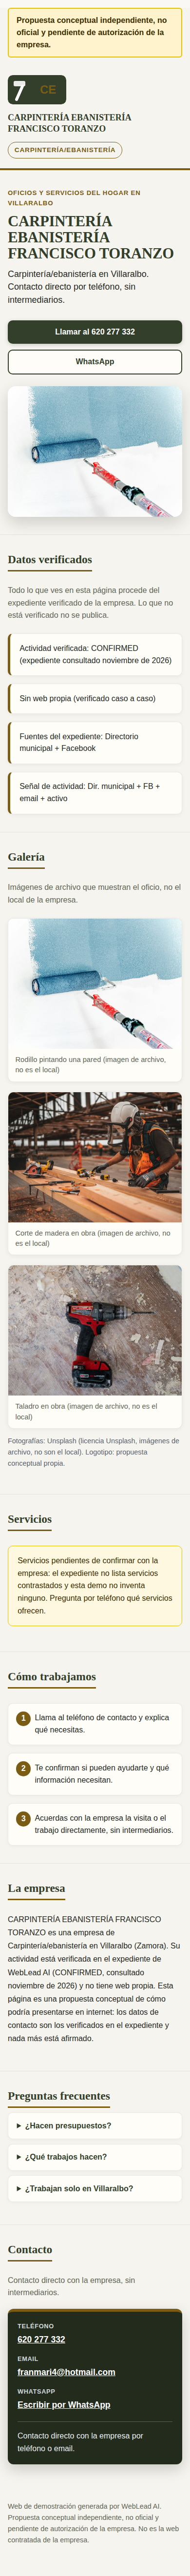 Propuesta conceptual independiente, no
oficial y pendiente de autorización de la
empresa.
CE
CARPINTERÍA EBANISTERÍA
FRANCISCO TORANZO
CARPINTERÍA/EBANISTERÍA
OFICIOS Y SERVICIOS DEL HOGAR EN
VILLARALBO
CARPINTERÍA
EBANISTERÍA
FRANCISCO TORANZO
Carpintería/ebanistería en Villaralbo.
Contacto directo por teléfono, sin
intermediarios.
Llamar al 620 277 332
WhatsApp
Datos verificados
Todo lo que ves en esta página procede del
expediente verificado de la empresa. Lo que no
está verificado no se publica.
Actividad verificada: CONFIRMED
(expediente consultado noviembre de 2026)
Sin web propia (verificado caso a caso)
Fuentes del expediente: Directorio
municipal + Facebook
Señal de actividad: Dir. municipal + FB +
email + activo
Galería
Imágenes de archivo que muestran el oficio, no el
local de la empresa.
Rodillo pintando una pared (imagen de archivo,
no es el local)
Corte de madera en obra (imagen de archivo, no
es el local)
Taladro en obra (imagen de archivo, no es el
local)
Fotografías: Unsplash (licencia Unsplash, imágenes de
archivo, no son el local). Logotipo: propuesta
conceptual propia.
Servicios
Servicios pendientes de confirmar con la
empresa: el expediente no lista servicios
contrastados y esta demo no inventa
ninguno. Pregunta por teléfono qué servicios
ofrecen.
Cómo trabajamos
1 Llama al teléfono de contacto y explica
qué necesitas.
2 Te confirman si pueden ayudarte y qué
información necesitan.
3 Acuerdas con la empresa la visita o el
trabajo directamente, sin intermediarios.
La empresa
CARPINTERÍA EBANISTERÍA FRANCISCO
TORANZO es una empresa de
Carpintería/ebanistería en Villaralbo (Zamora). Su
actividad está verificada en el expediente de
WebLead AI (CONFIRMED, consultado
noviembre de 2026) y no tiene web propia. Esta
página es una propuesta conceptual de cómo
podría presentarse en internet: los datos de
contacto son los verificados en el expediente y
nada más está afirmado.
Preguntas frecuentes
¿Hacen presupuestos?
¿Qué trabajos hacen?
¿Trabajan solo en Villaralbo?
Contacto
Contacto directo con la empresa, sin
intermediarios.
TELÉFONO
620 277 332
EMAIL
franmari4@hotmail.com
WHATSAPP
Escribir por WhatsApp
Contacto directo con la empresa por
teléfono o email.
Web de demostración generada por WebLead AI.
Propuesta conceptual independiente, no oficial y
pendiente de autorización de la empresa. No es la web
contratada de la empresa.